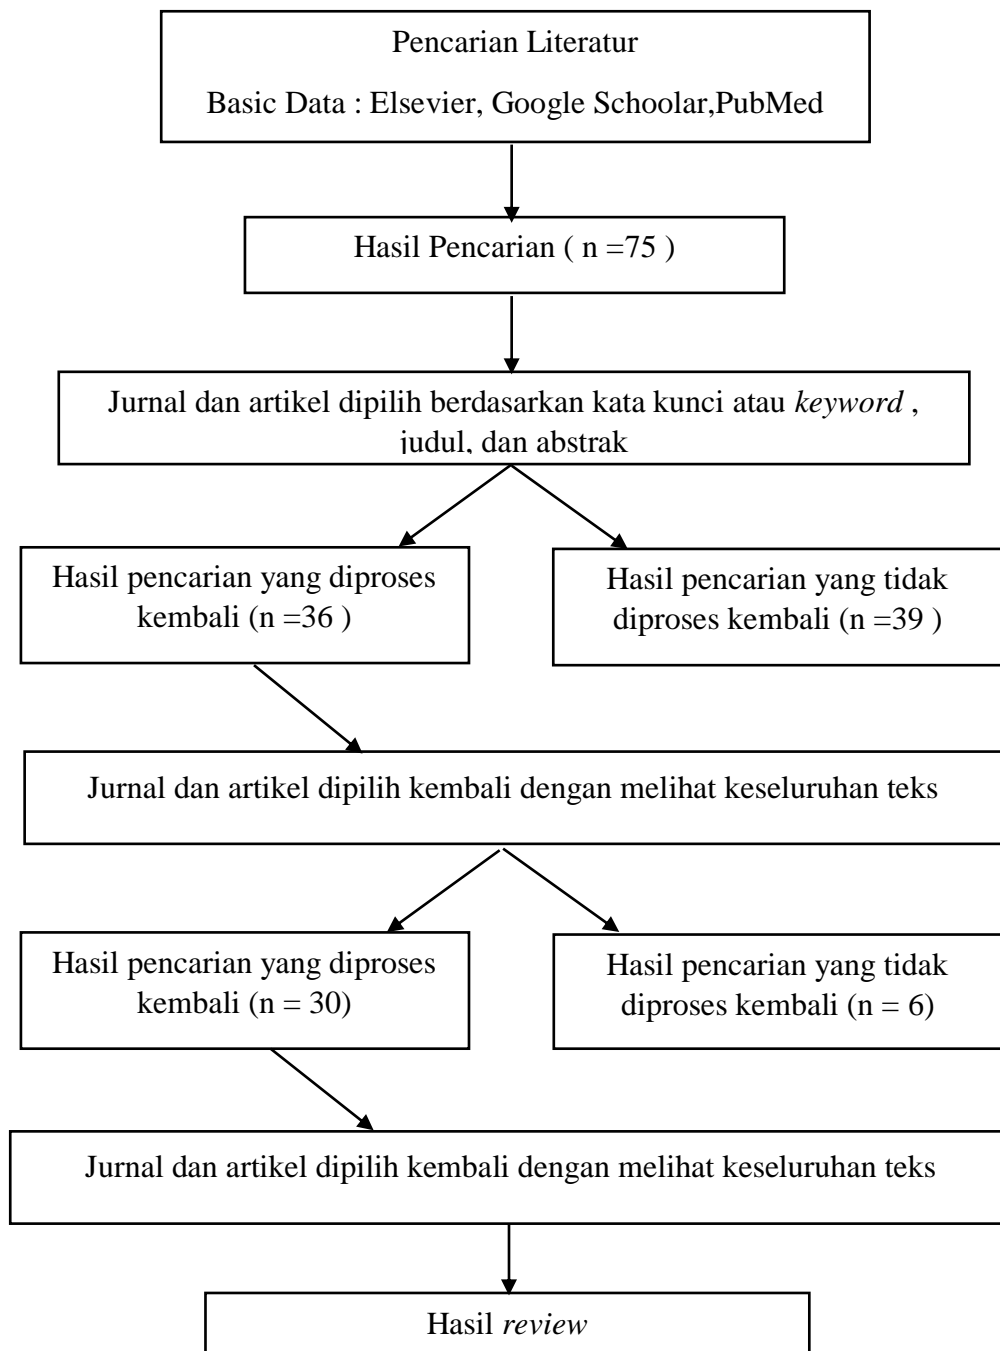 Pencarian Literatur
Basic Data : Elsevier, Google Schoolar,PubMed
Hasil Pencarian ( n =75 )
Jurnal dan artikel dipilih berdasarkan kata kunci atau keyword ,
judul, dan abstrak
Hasil pencarian yang diproses
kembali (n =36 )
Hasil pencarian yang tidak
diproses kembali (n =39 )
Jurnal dan artikel dipilih kembali dengan melihat keseluruhan teks
Hasil pencarian yang diproses
kembali (n = 30)
Hasil pencarian yang tidak
diproses kembali (n = 6)
Jurnal dan artikel dipilih kembali dengan melihat keseluruhan teks
Hasil review